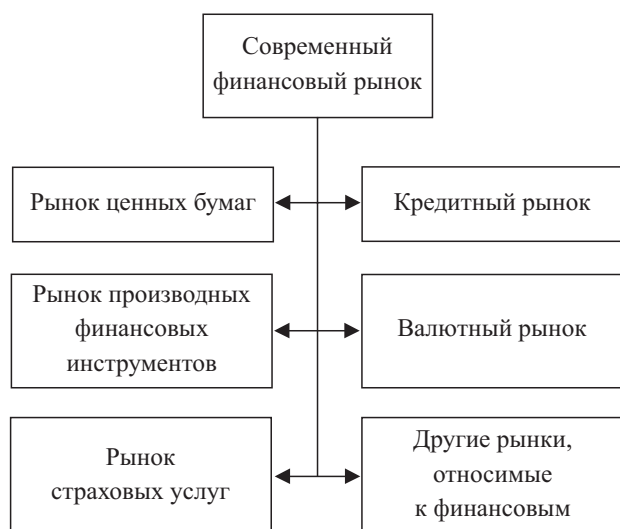 Современный
финансовый рынок
Рынок ценных бумаг
Кредитный рынок
Рынок производных
финансовых
инструментов
Валютный рынок
Рынок
страховых услуг
Другие рынки,
относимые
к финансовым